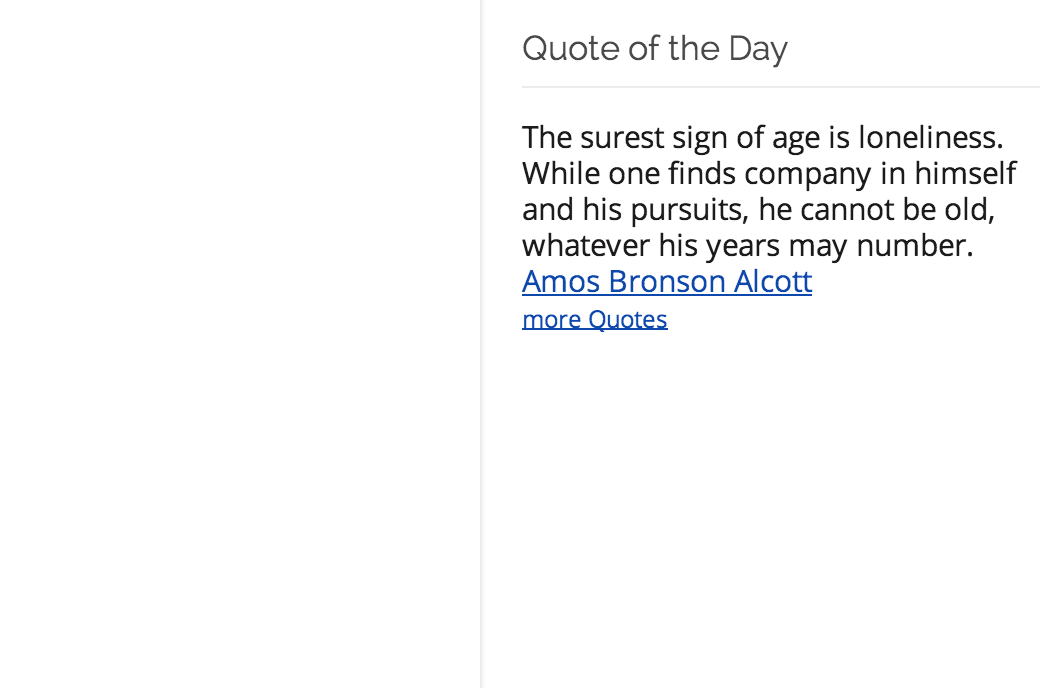 Quote of the Day
The surest sign of age is loneliness.
While one finds company in himself
and his pursuits, he cannot be old,
whatever his years may number.
Amos Bronson Alcott
more Quotes